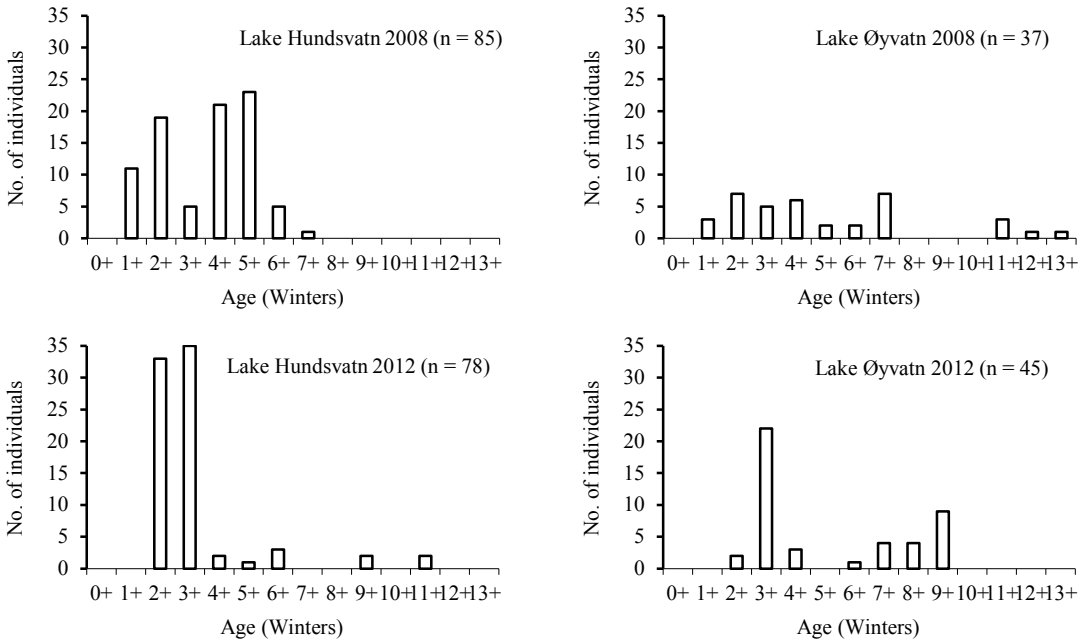 Lake Hundsvatn 2008 (n = 85)
No. of individuals
35
30
25
20
15
10
5
0
0+ 1+ 2+ 3+ 4+ 5+ 6+ 7+ 8+ 9+ 10+ 11+ 12+ 13+
Age (Winters)
Lake Øyvatn 2008 (n = 37)
No. of individuals
35
30
25
20
15
10
5
0
0+ 1+ 2+ 3+ 4+ 5+ 6+ 7+ 8+ 9+ 10+ 11+ 12+ 13+
Age (Winters)
Lake Hundsvatn 2012 (n = 78)
No. of individuals
35
30
25
20
15
10
5
0
0+ 1+ 2+ 3+ 4+ 5+ 6+ 7+ 8+ 9+ 10+ 11+ 12+ 13+
Age (Winters)
Lake Øyvatn 2012 (n = 45)
No. of individuals
35
30
25
20
15
10
5
0
0+ 1+ 2+ 3+ 4+ 5+ 6+ 7+ 8+ 9+ 10+ 11+ 12+ 13+
Age (Winters)